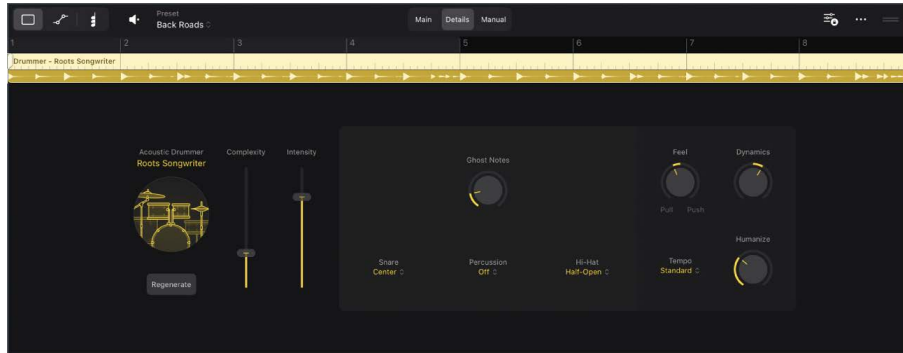 Preset
Back Roads
Main Details Manual
1 2 3 4 5 6 7 8
Drummer - Roots Songwriter
Acoustic Drummer
Roots Songwriter
Complexity
Intensity
Regenerate
Ghost Notes
Snare
Center
Percussion
Off
Hi-Hat
Half-Open
Feel
Pull Push
Dynamics
Tempo
Standard
Humanize